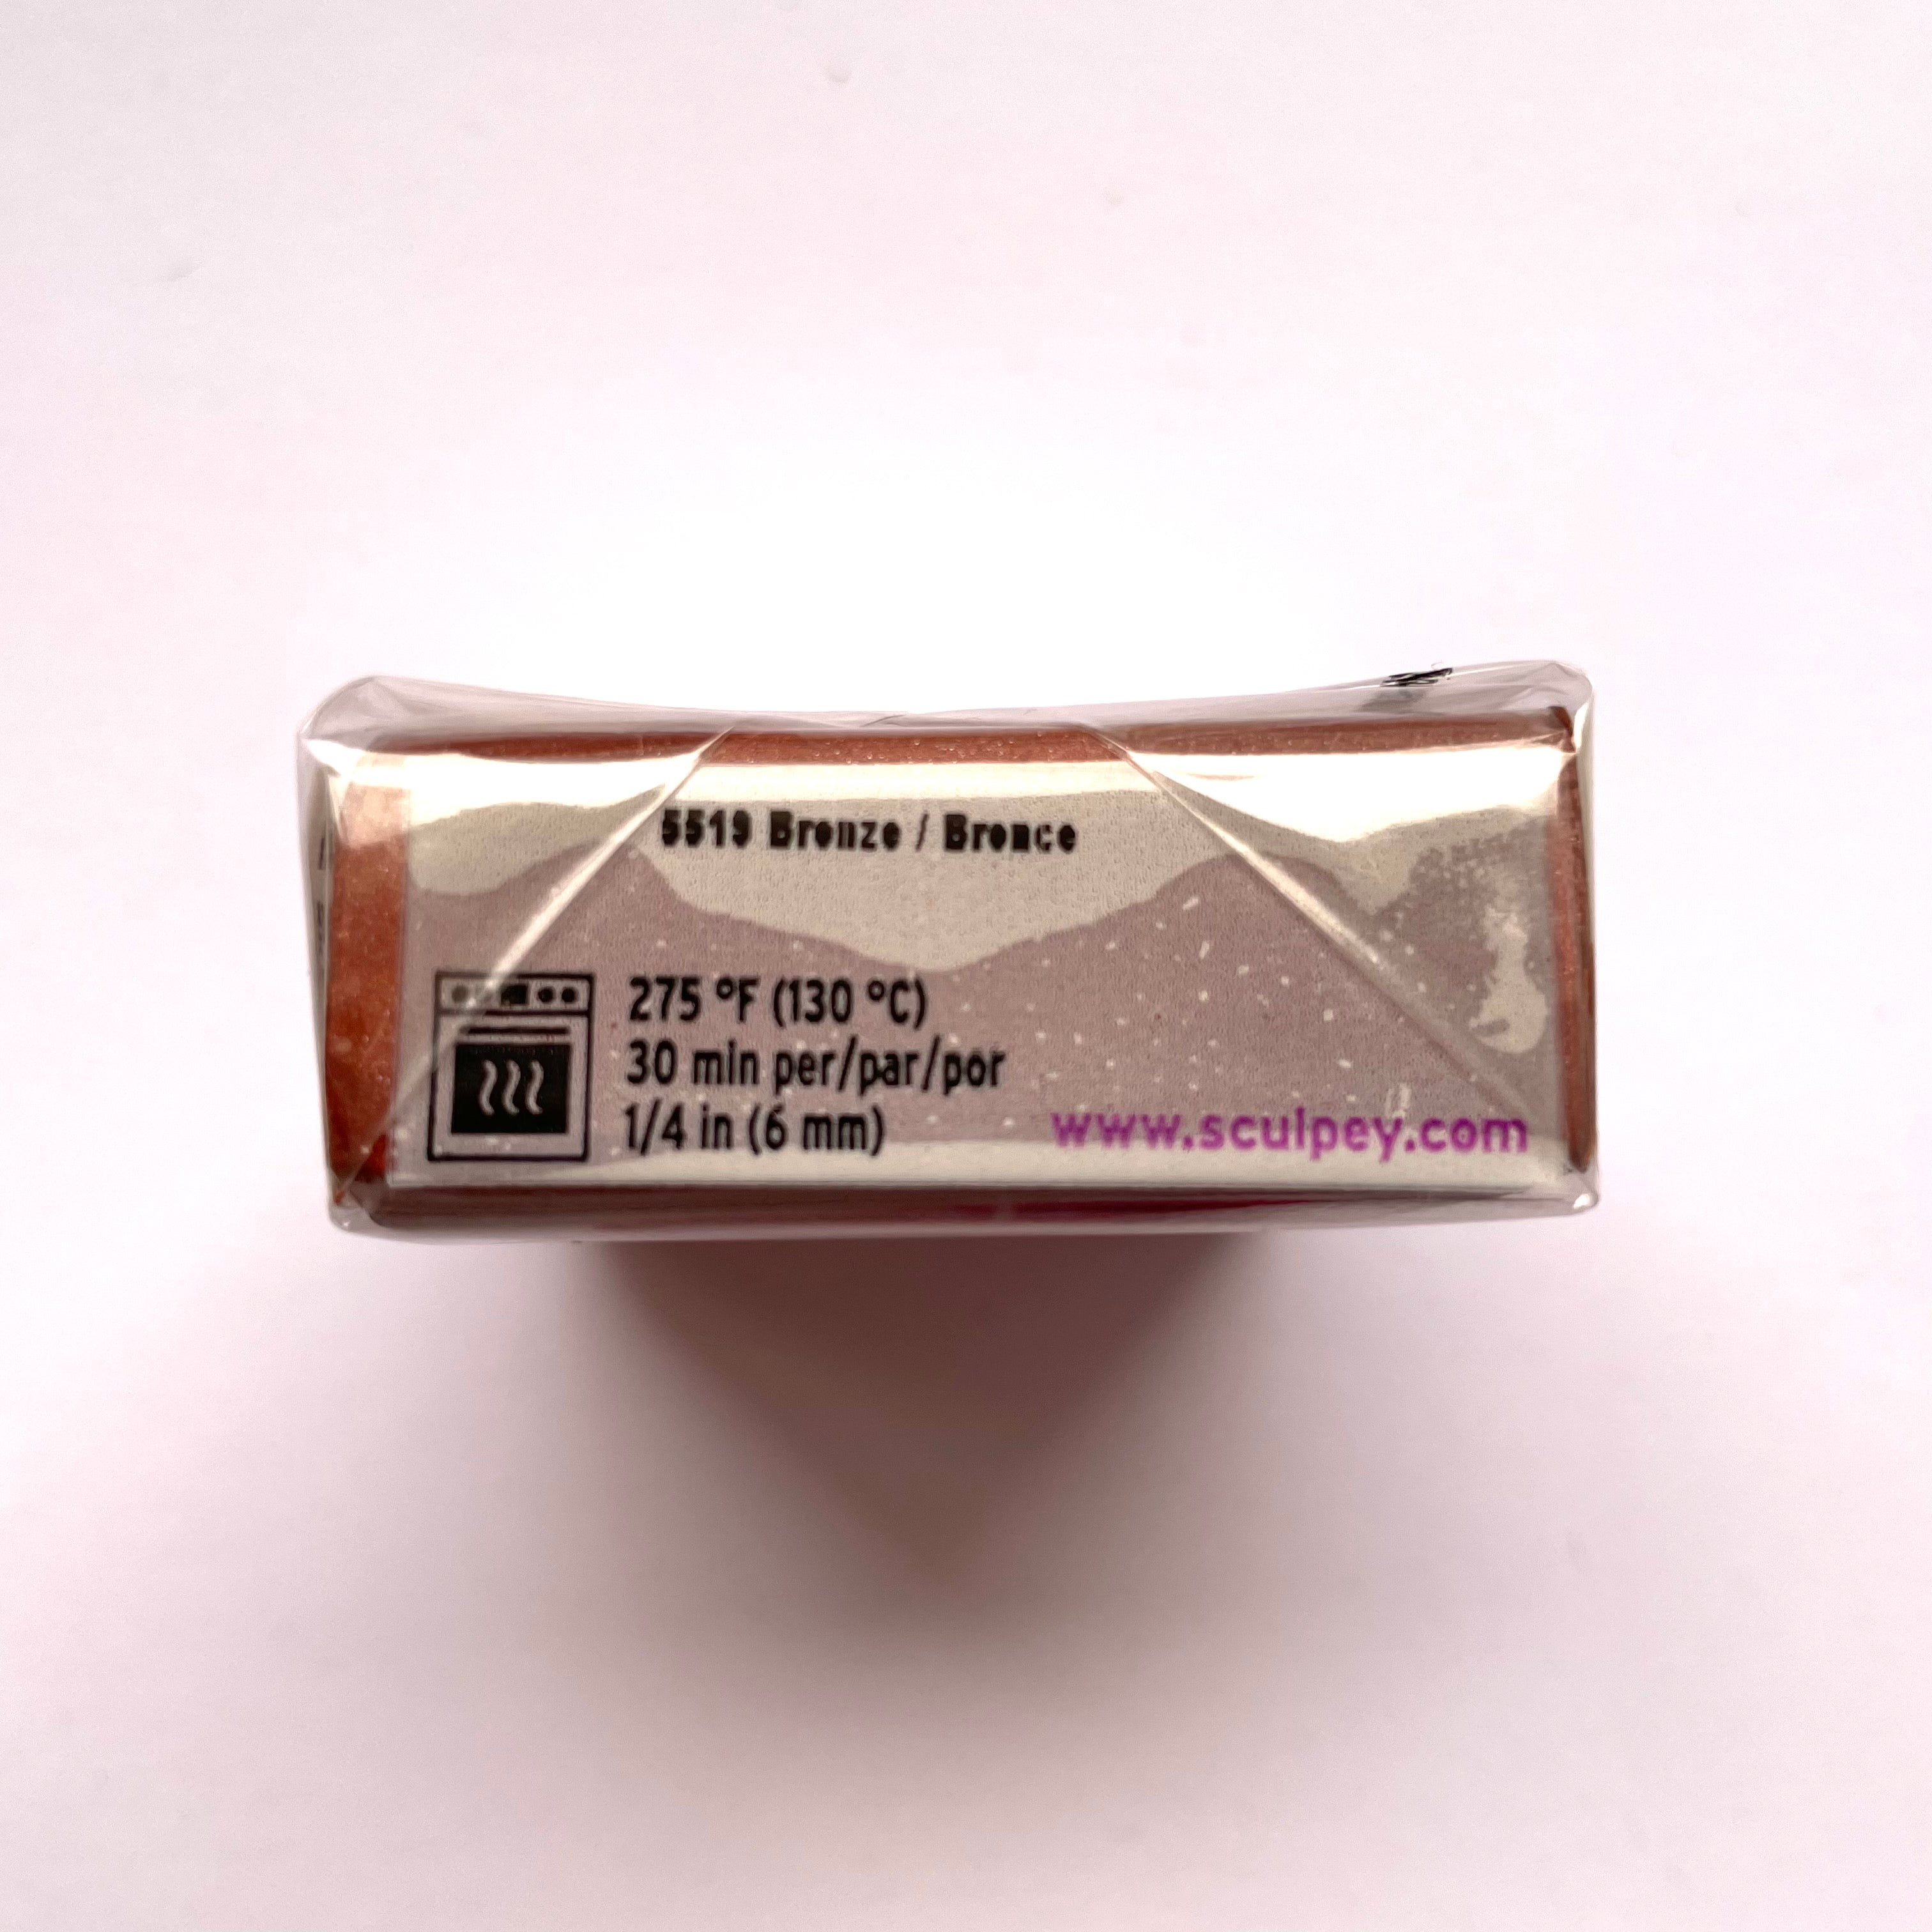 5519 Bronze / Bronce
275 °F (130 °C)
30 min per/par/por
1/4 in (6 mm)
www.sculpey.com